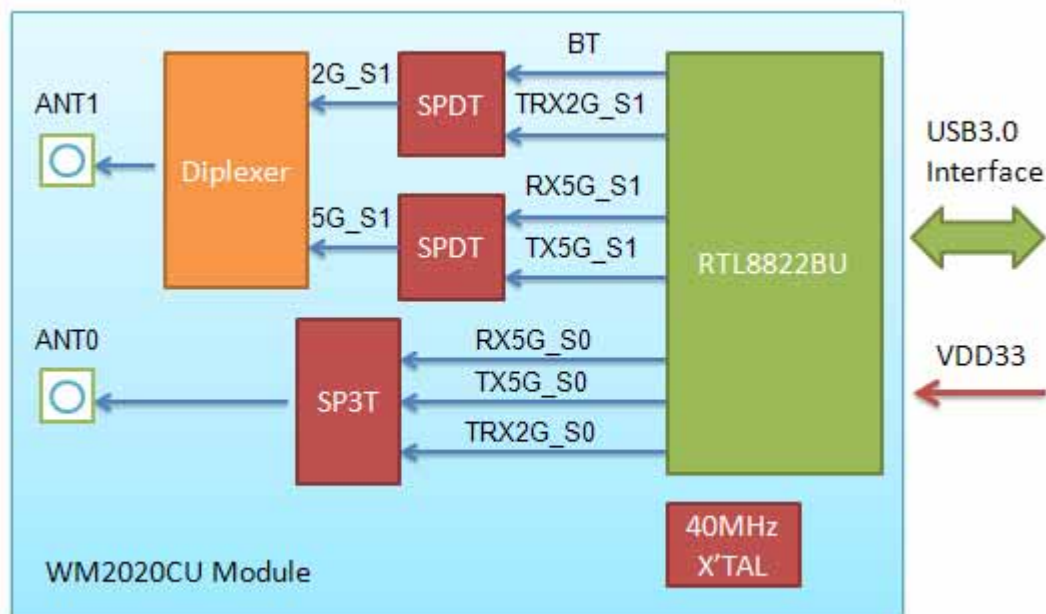 BT
2G_S1
TRX2G_S1
SPDT
ANT1
Diplexer
USB3.0
Interface
RX5G_S1
5G_S1
SPDT
TX5G_S1
RTL8822BU
ANT0
RX5G_S0
VDD33
SP3T
TX5G_S0
TRX2G_S0
40MHz
X'TAL
WM2020CU Module